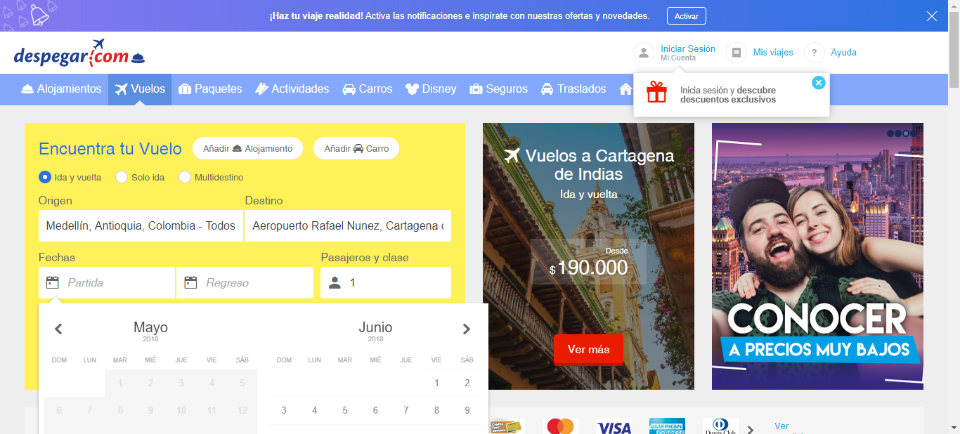 ¡Haz tu viaje realidad! Activa las notificaciones e inspírate con nuestras ofertas y novedades.
Activar
despegar.com
Iniciar Sesión
Mi Cuenta
Mis viajes
?
Ayuda
Alojamientos
Vuelos
Paquetes
Actividades
Carros
Disney
Seguros
Traslados
Inicia sesión y descubre
descuentos exclusivos
Encuentra tu Vuelo
Añadir Alojamiento
Añadir Carro
Ida y vuelta
Solo ida
Multidestino
Origen
Destino
Medellín, Antioquia, Colombia - Todos
Aeropuerto Rafael Nunez, Cartagena
Fechas
Pasajeros y clase
Partida
Regreso
1
Mayo
2018
DOM LUN MAR MIÉ JUE VIE SÁB
1 2 3 4 5
6 7 8 9 10 11 12
Junio
2018
DOM LUN MAR MIÉ JUE VIE SÁB
1 2
3 4 5 6 7 8 9
Vuelos a Cartagena
de Indias
Ida y vuelta
Desde
$ 190.000
Ver más
CONOCER
A PRECIOS MUY BAJOS
MasterCard
VISA
AMERICAN EXPRESS
Diners Club
Ver